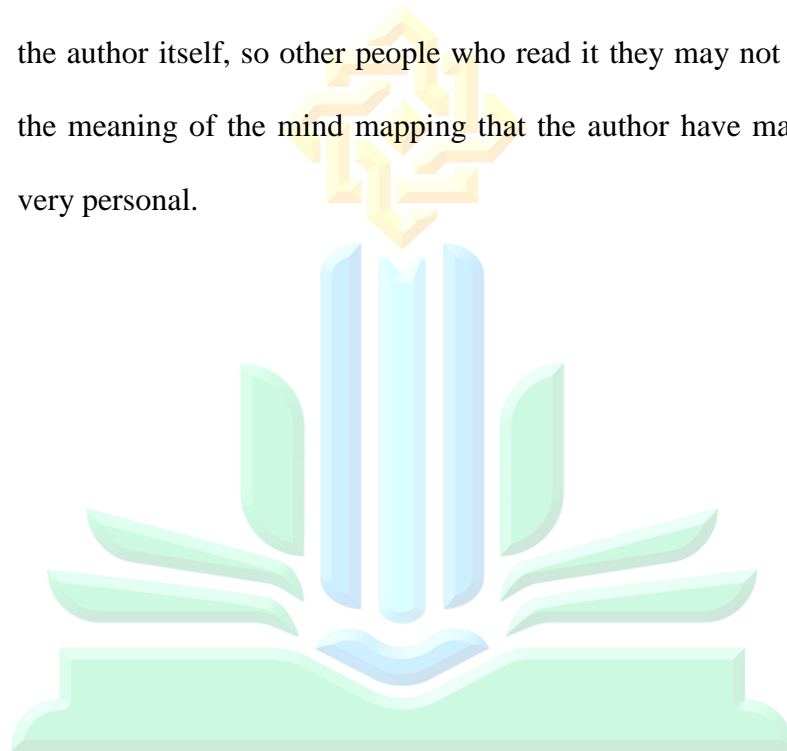 the author itself, so other people who read it they may not
the meaning of the mind mapping that the author have
very personal.